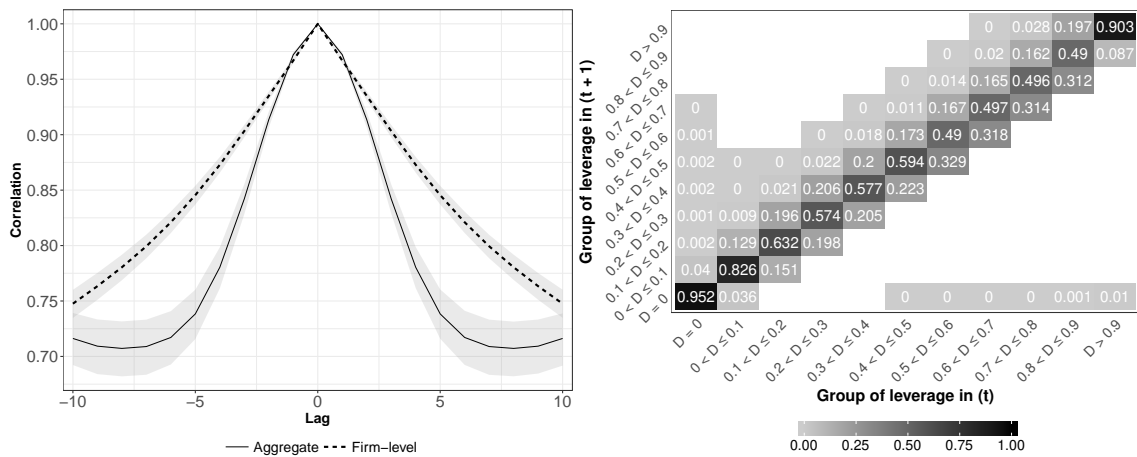 1.00
0.95
0.90
0.85
0.80
0.75
0.70
Correlation
−10
−5
0
5
10
Lag
Aggregate
Firm−level
Group of leverage in (t + 1)
D > 0.9
0.8 < D ≤ 0.9
0.7 < D ≤ 0.8
0.6 < D ≤ 0.7
0.5 < D ≤ 0.6
0.4 < D ≤ 0.5
0.3 < D ≤ 0.4
0.2 < D ≤ 0.3
0.1 < D ≤ 0.2
0 < D ≤ 0.1
D = 0
0 0.028 0.197 0.903
0 0.02 0.162 0.49 0.087
0 0.014 0.165 0.496 0.312
0 0 0.011 0.167 0.497 0.314
0.001 0 0.018 0.173 0.49 0.318
0.002 0 0 0.022 0.2 0.594 0.329
0.002 0 0.021 0.206 0.577 0.223
0.001 0.009 0.196 0.574 0.205
0.002 0.129 0.632 0.198
0.04 0.826 0.151
0.952 0.036 0 0 0 0 0.001 0.01
D = 0
0 < D ≤ 0.1
0.1 < D ≤ 0.2
0.2 < D ≤ 0.3
0.3 < D ≤ 0.4
0.4 < D ≤ 0.5
0.5 < D ≤ 0.6
0.6 < D ≤ 0.7
0.7 < D ≤ 0.8
0.8 < D ≤ 0.9
D > 0.9
Group of leverage in (t)
0.00 0.25 0.50 0.75 1.00